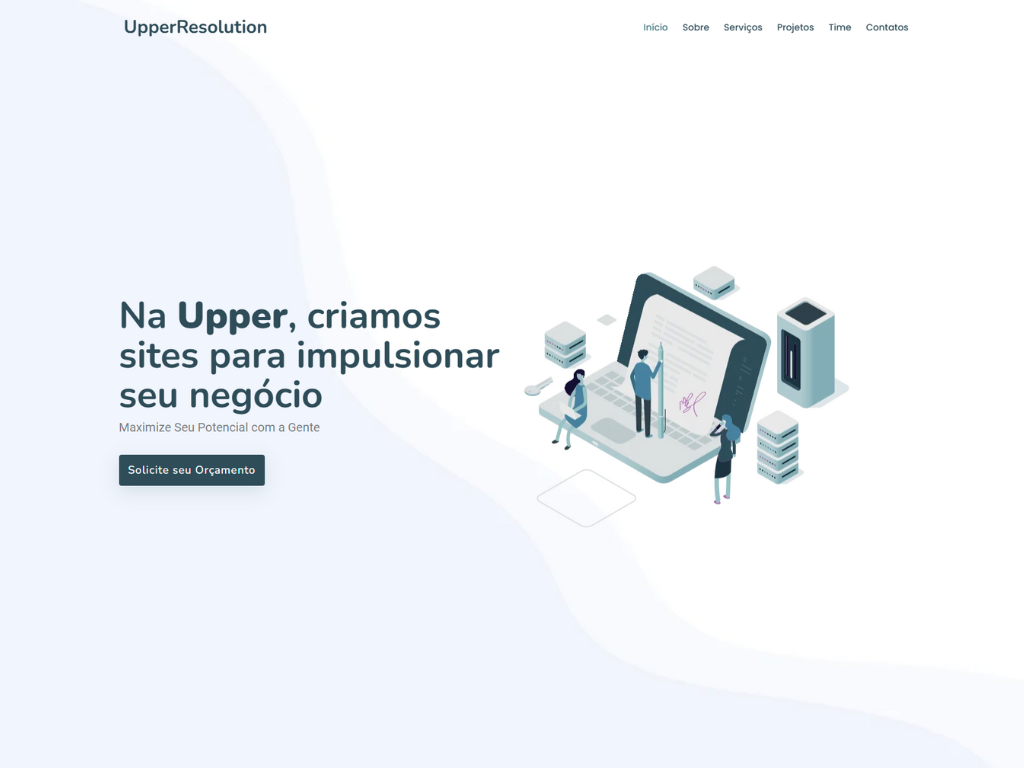 UpperResolution
Início Sobre Serviços Projetos Time Contatos
Na Upper, criamos
sites para impulsionar
seu negócio
Maximize Seu Potencial com a Gente
Solicite seu Orçamento